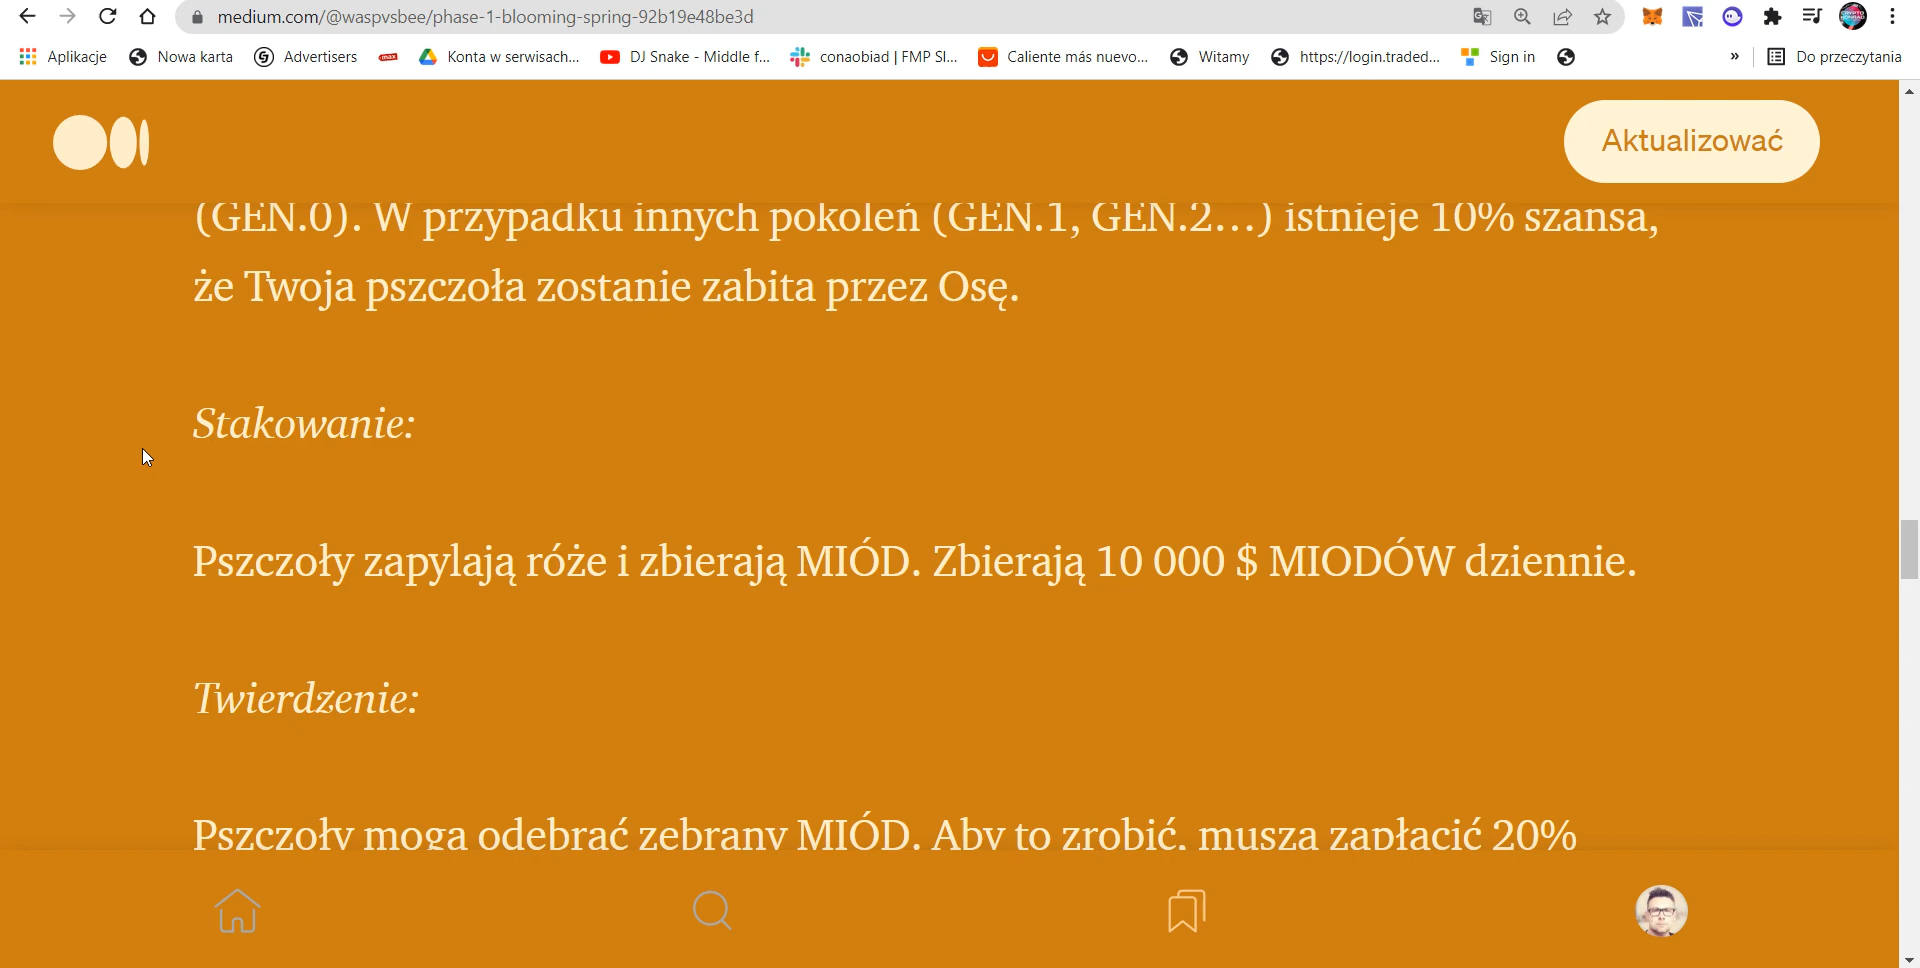 medium.com/@waspvsbee/phase-1-blooming-spring-92b19e48be3d
Aplikacje Nowa karta Advertisers max Konta w serwisach... DJ Snake - Middle f... conaobiad | FMP Sl... Caliente más nuevo... Witamy https://login.traded... Sign in » Do przeczytania
Aktualizować
(GEN.0). W przypadku innych pokoleń (GEN.1, GEN.2...) istnieje 10% szansa,
że Twoja pszczoła zostanie zabita przez Osę.
Stakowanie:
Pszczoły zapylają róże i zbierają MIÓD. Zbierają 10 000 $ MIODÓW dziennie.
Twierdzenie:
Pszczoły mogą odebrać zebrany MIÓD. Aby to zrobić, muszą zapłacić 20%